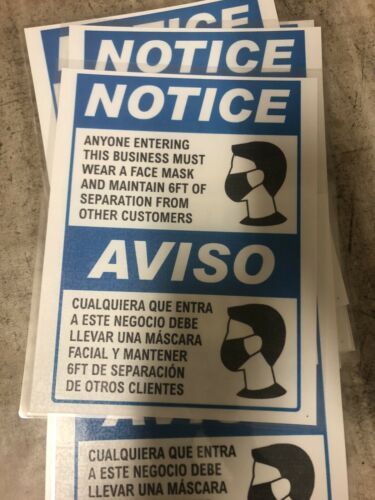 NOTICE
NOTICE
ANYONE ENTERING
THIS BUSINESS MUST
WEAR A FACE MASK
AND MAINTAIN 6FT OF
SEPARATION FROM
OTHER CUSTOMERS
AVISO
CUALQUIERA QUE ENTRA
A ESTE NEGOCIO DEBE
LLEVAR UNA MÁSCARA
FACIAL Y MANTENER
6FT DE SEPARACIÓN
DE OTROS CLIENTES
AVISO
CUALQUIERA QUE ENTRA
A ESTE NEGOCIO DEBE
LLEVAR UNA MÁSCARA